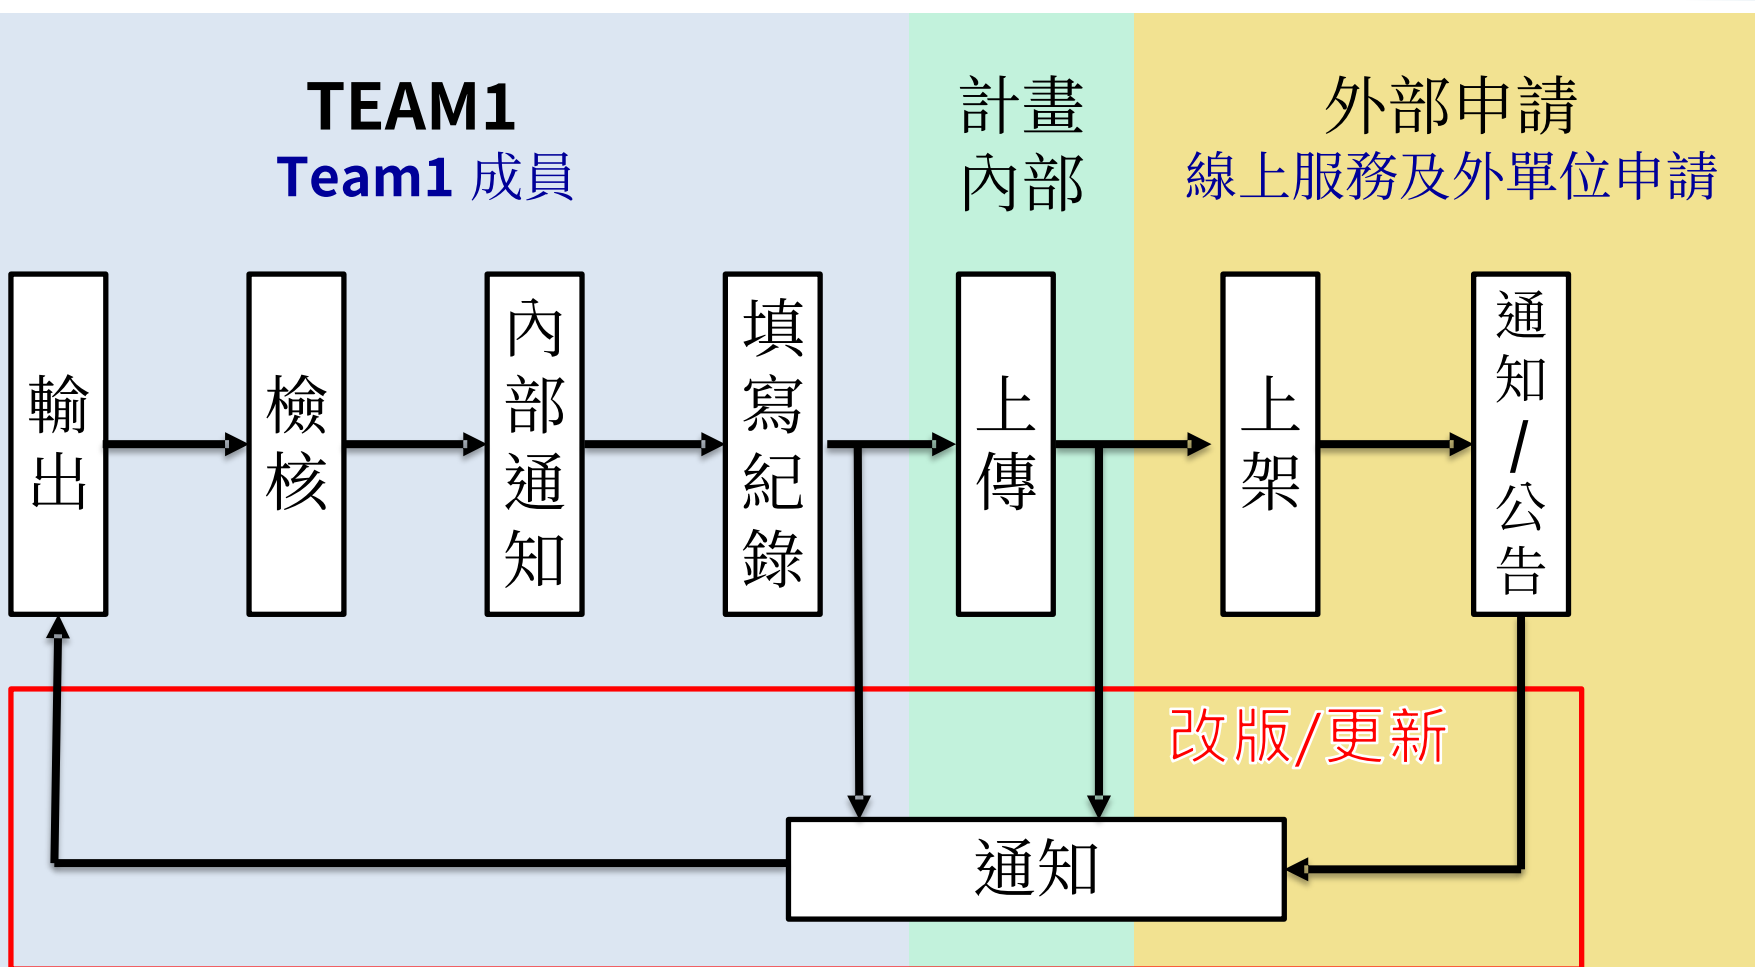 TEAM1
Team1 成員
計畫
內部
外部申請
線上服務及外單位申請
輸出
檢核
內部通知
填寫紀錄
上傳
上架
通知/公告
改版/更新
通知